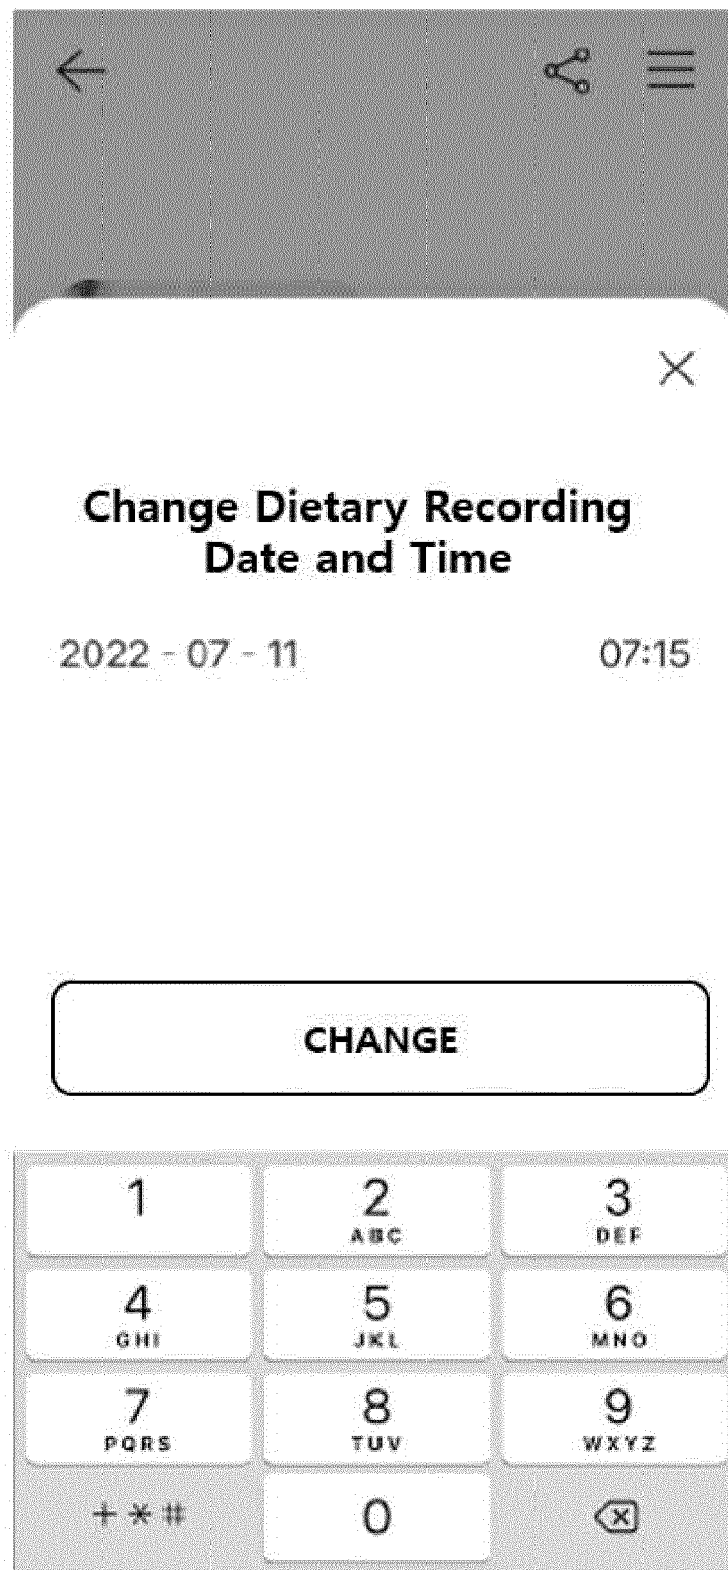 Change Dietary Recording
Date and Time
2022 - 07 - 11 07:15
CHANGE
1 2 3
ABC DEF
4 5 6
GHI JKL MNO
7 8 9
PQRS TUV WXYZ
+ * # 0